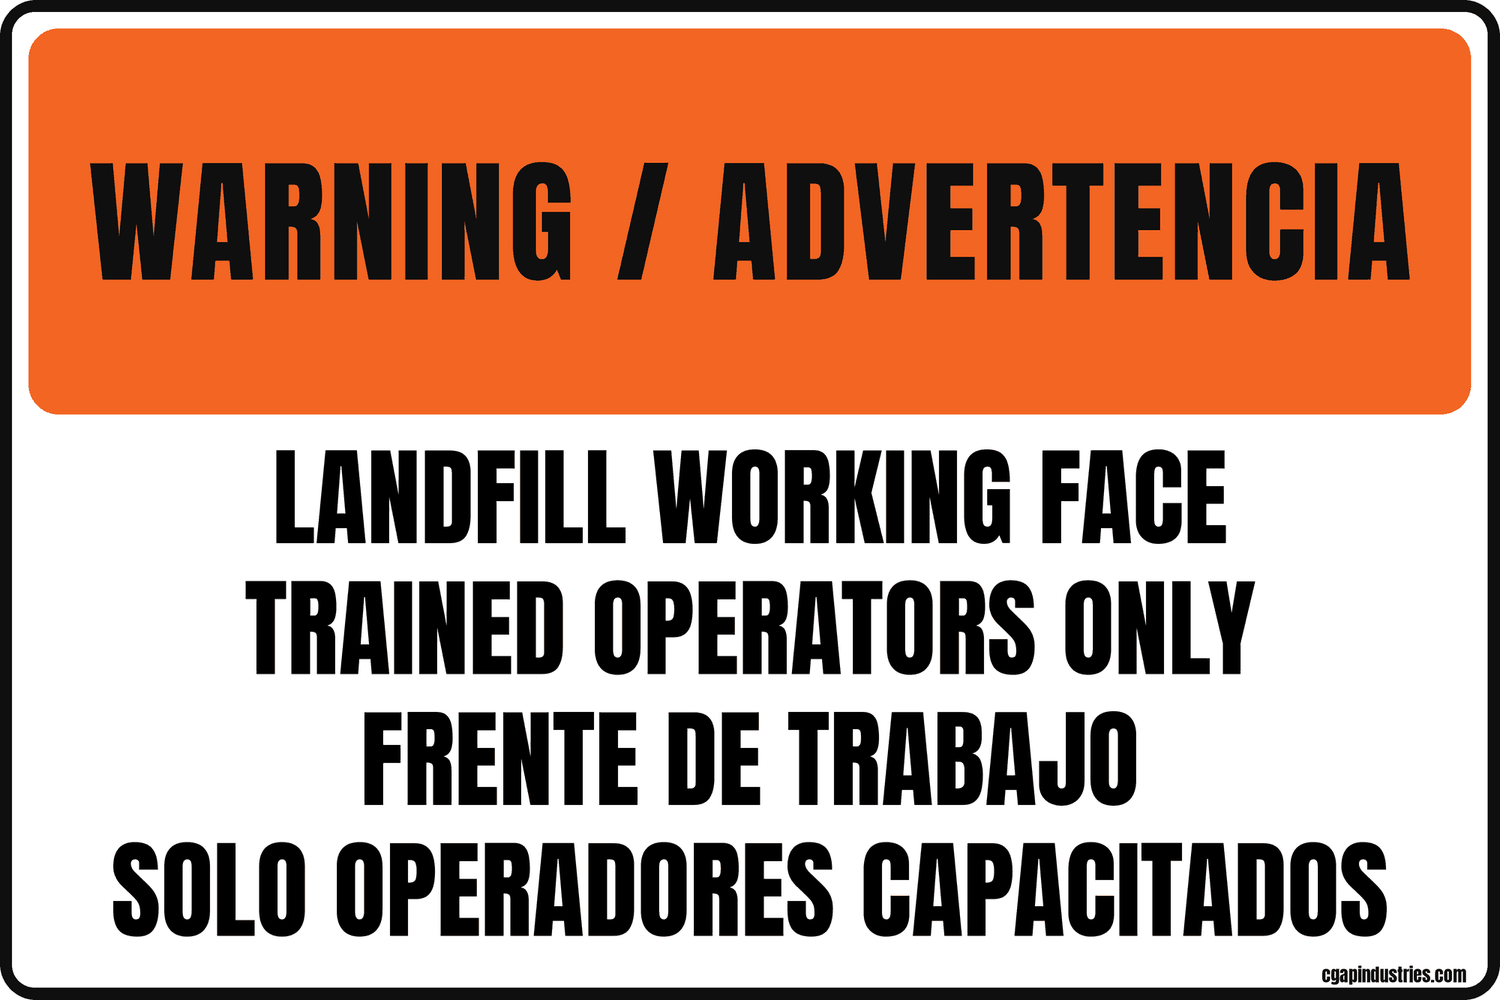 WARNING / ADVERTENCIA
LANDFILL WORKING FACE
TRAINED OPERATORS ONLY
FRENTE DE TRABAJO
SOLO OPERADORES CAPACITADOS
cgapindustries.com